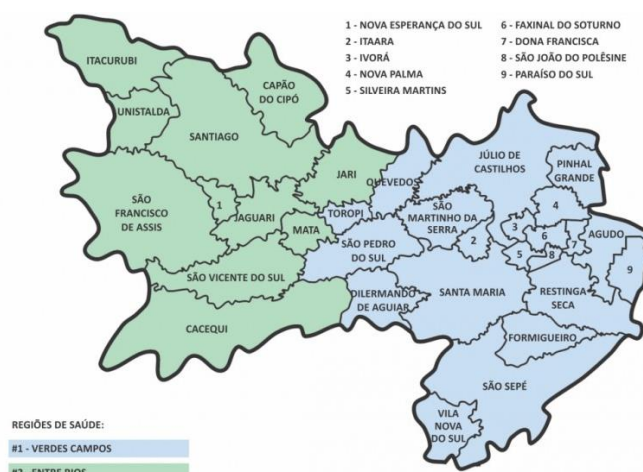 1 - NOVA ESPERANÇA DO SUL
2 - ITAARA
3 - IVORÁ
4 - NOVA PALMA
5 - SILVEIRA MARTINS
6 - FAXINAL DO SOTURNO
7 - DONA FRANCISCA
8 - SÃO JOÃO DO POLÊSINE
9 - PARAÍSO DO SUL
ITACURUBI
CAPÃO
DO CIPÓ
UNISTALDA
SANTIAGO
JÚLIO DE
CASTILHOS
PINHAL
GRANDE
JARI
QUEVEDOS
SÃO
FRANCISCO
DE ASSIS
1
JAGUARI
TOROPI
SÃO
MARTINHO DA
SERRA
4
3
6
7
AGUDO
MATA
2
5
8
9
SÃO PEDRO
DO SUL
SÃO VICENTE DO SUL
DILERMANDO
DE AGUIAR
SANTA MARIA
RESTINGA
SECA
CACEQUI
FORMIGUEIRO
SÃO SEPÉ
VILA
NOVA
DO SUL
REGIÕES DE SAÚDE:
#1 - VERDES CAMPOS
#2 - ENTRE RIOS